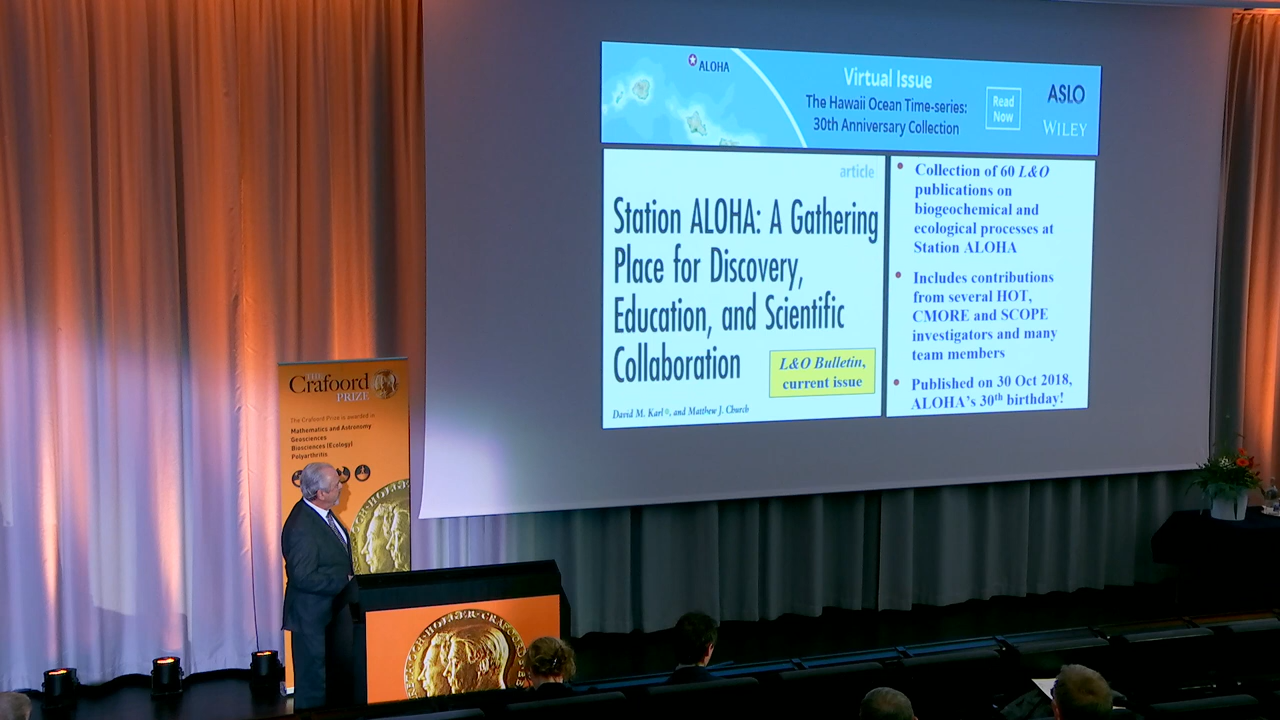 ALOHA
Virtual Issue
The Hawaii Ocean Time-series:
30th Anniversary Collection
Read
Now
ASLO
WILEY
article
Station ALOHA: A Gathering
Place for Discovery,
Education, and Scientific
Collaboration
L&O Bulletin,
current issue
David M. Karl, and Matthew J. Church
• Collection of 60 L&O
publications on
biogeochemical and
ecological processes at
Station ALOHA
• Includes contributions
from several HOT,
CMORE and SCOPE
investigators and many
team members
• Published on 30 Oct 2018,
ALOHA's 30th birthday!
THE
Crafoord
PRIZE
The Crafoord Prize is awarded in
Mathematics and Astronomy
Geosciences
Biosciences (Ecology)
Polyarthritis
HOLGER·CRAFOORD